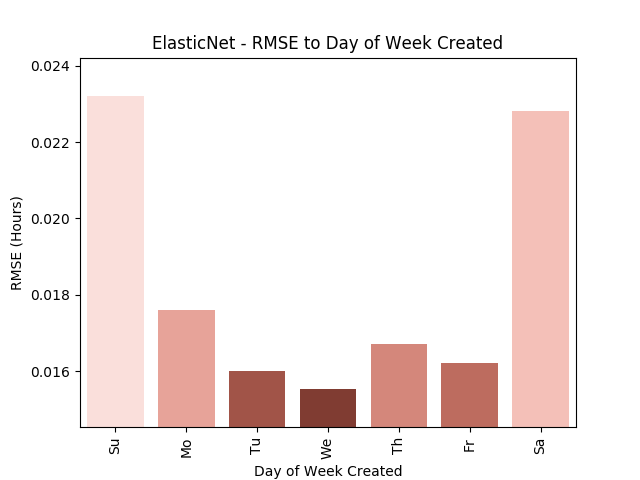 ElasticNet - RMSE to Day of Week Created
0.024
0.022
0.020
0.018
0.016
RMSE (Hours)
Su Mo Tu We Th Fr Sa
Day of Week Created